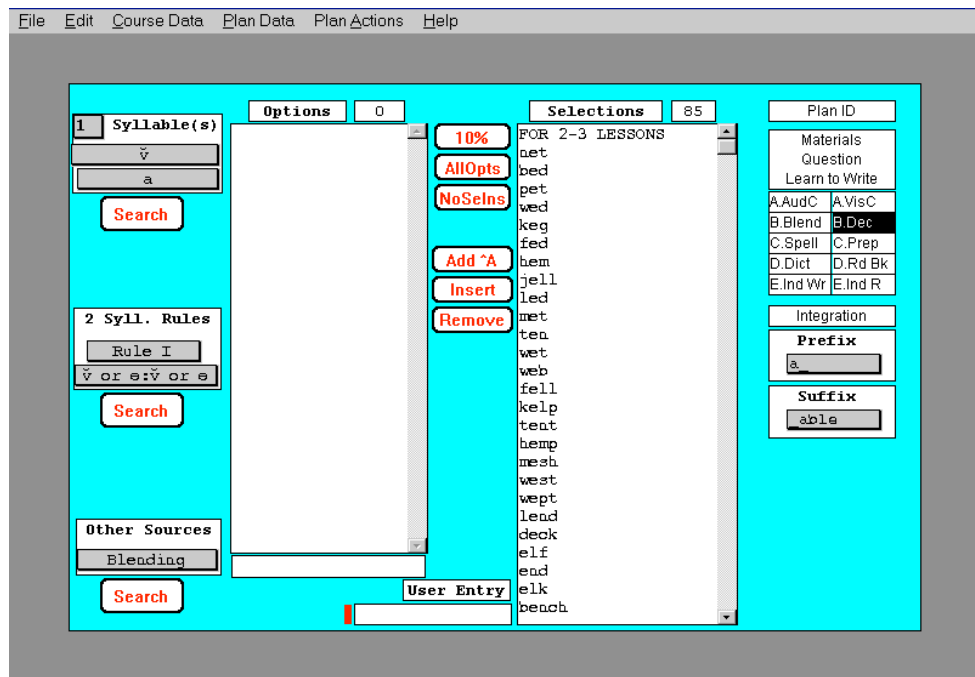 File Edit Course Data Plan Data Plan Actions Help
1 Syllable(s)
v̆
a
Search
2 Syll. Rules
Rule I
v̆ or ə:v̆ or ə
Search
Other Sources
Blending
Search
Options 0
10%
AllOpts
NoSelns
Add ^A
Insert
Remove
User Entry
Selections 85
FOR 2-3 LESSONS
net
bed
pet
wed
keg
fed
hem
jell
led
met
ten
wet
web
fell
kelp
tent
hemp
mesh
west
wept
lend
deck
elf
end
elk
bench
Plan ID
Materials
Question
Learn to Write
A.AudC A.VisC
B.Blend B.Dec
C.Spell C.Prep
D.Dict D.Rd Bk
E.Ind Wr E.Ind R
Integration
Prefix
a_
Suffix
_able